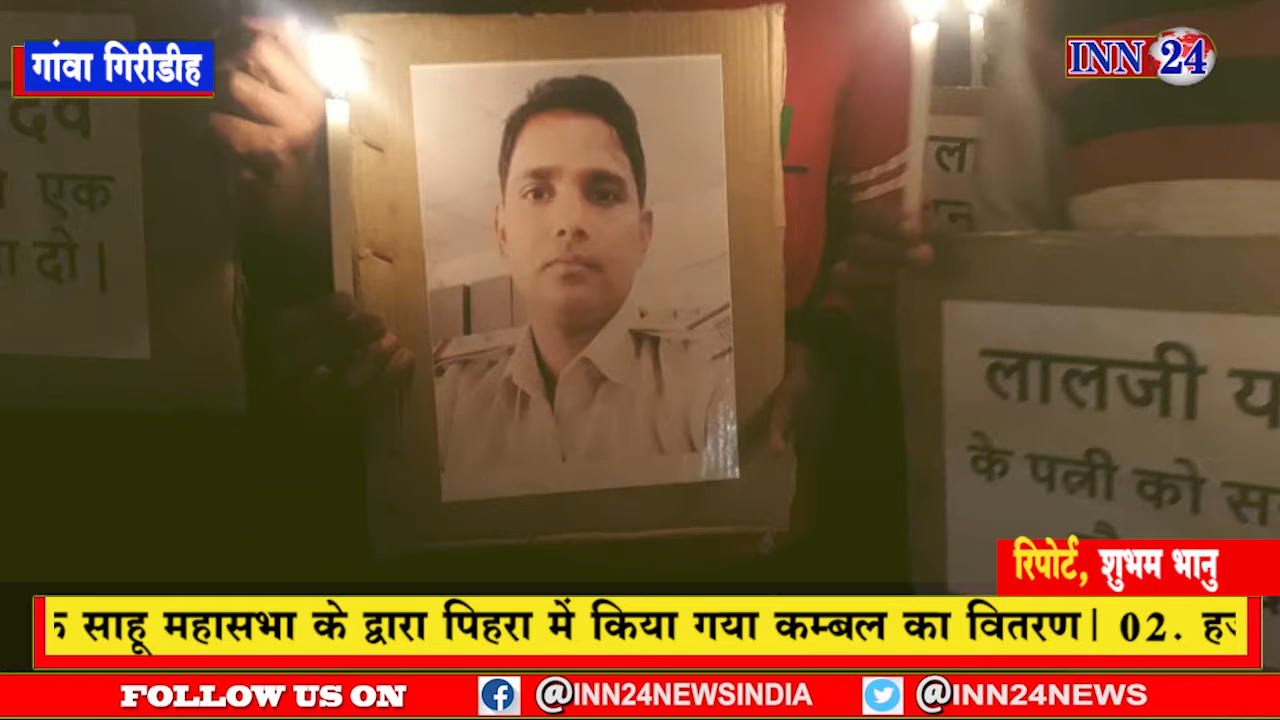 गांवा गिरीडीह
INN 24
देव
एक
दो।
ल
लालजी
के पत्नी को
रिपोर्ट, शुभम भानु
साहू महासभा के द्वारा पिहरा में किया गया कम्बल का वितरण| 02.
FOLLOW US ON @INN24NEWSINDIA @INN24NEWS